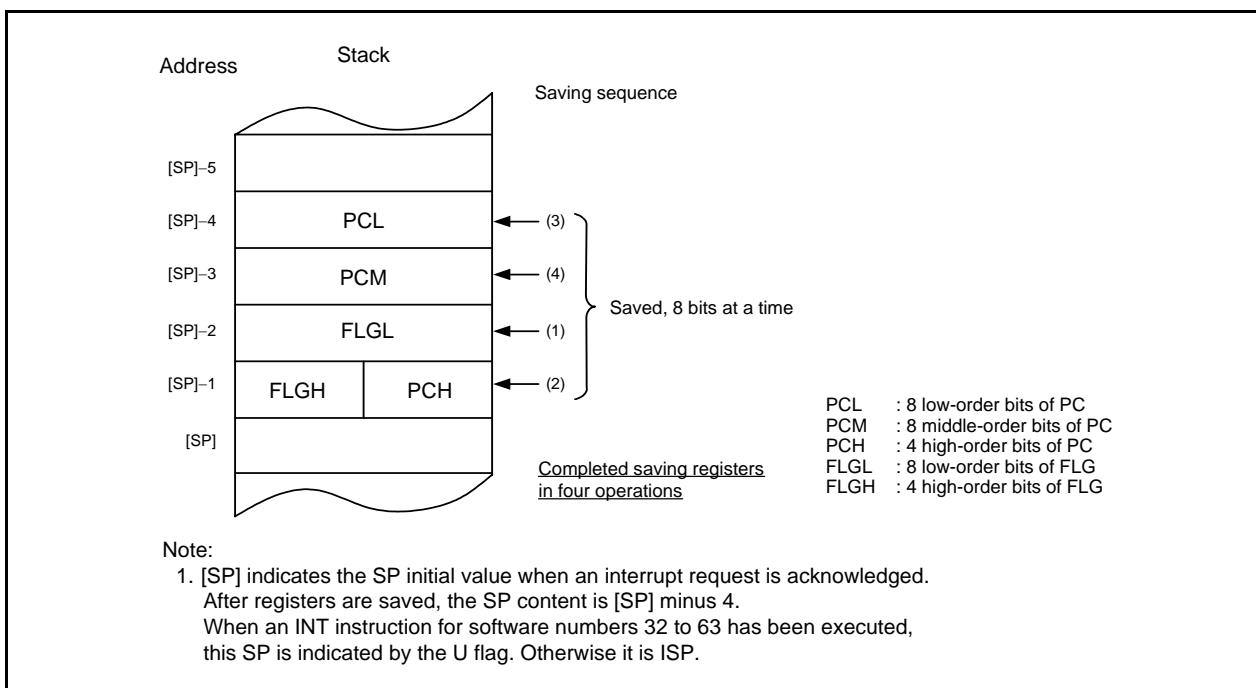 Address
Stack
Saving sequence
[SP]−5
[SP]−4 PCL (3)
[SP]−3 PCM (4)
Saved, 8 bits at a time
[SP]−2 FLGL (1)
[SP]−1 FLGH PCH (2)
[SP]
PCL : 8 low-order bits of PC
PCM : 8 middle-order bits of PC
PCH : 4 high-order bits of PC
FLGL : 8 low-order bits of FLG
FLGH : 4 high-order bits of FLG
Completed saving registers
in four operations
Note:
1. [SP] indicates the SP initial value when an interrupt request is acknowledged.
After registers are saved, the SP content is [SP] minus 4.
When an INT instruction for software numbers 32 to 63 has been executed,
this SP is indicated by the U flag. Otherwise it is ISP.